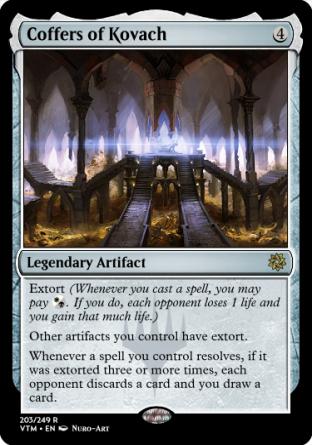 Coffers of Kovach 4
Legendary Artifact
Extort (Whenever you cast a spell, you may
pay . If you do, each opponent loses 1 life and
you gain that much life.)
Other artifacts you control have extort.
Whenever a spell you control resolves, if it
was extorted three or more times, each
opponent discards a card and you draw a
card.
203/249 R
VTM • EN Nuro-Art